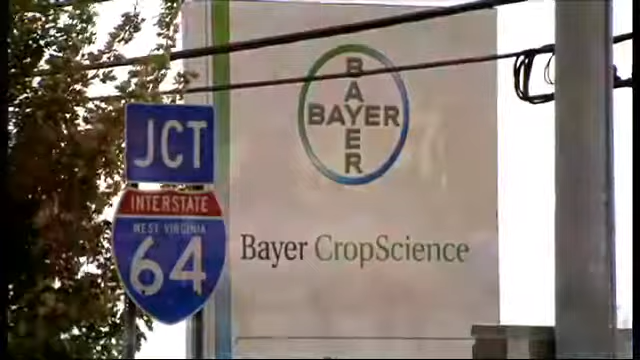 JCT
INTERSTATE
WEST VIRGINIA
64
BAYER
BAYER
Bayer CropScience